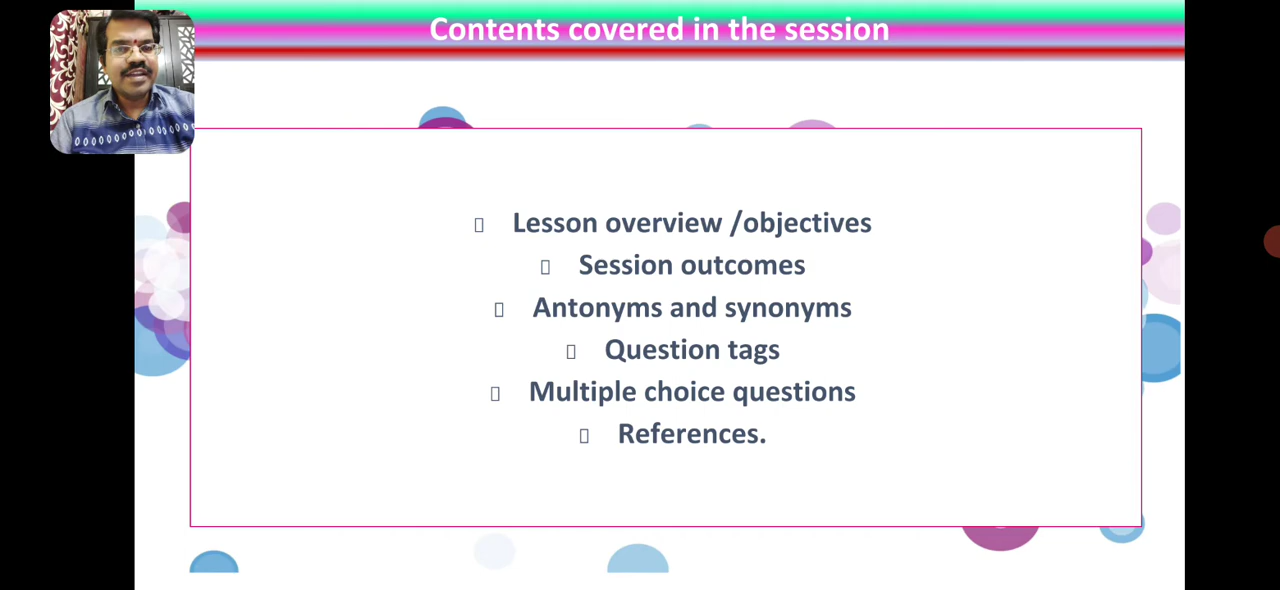 Contents covered in the session
Lesson overview /objectives
Session outcomes
Antonyms and synonyms
Question tags
Multiple choice questions
References.